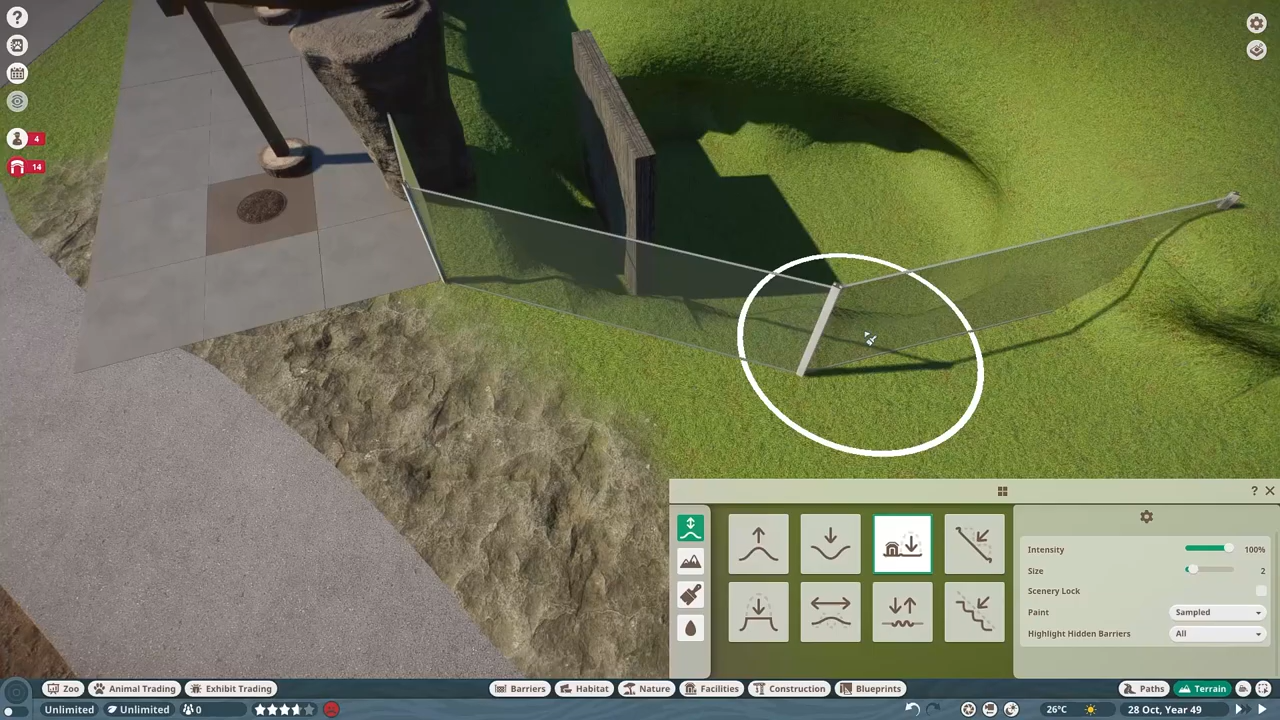 ?
4
14
? ×
Intensity 100%
Size 2
Scenery Lock
Paint Sampled
Highlight Hidden Barriers All
Zoo Animal Trading Exhibit Trading Barriers Habitat Nature Facilities Construction Blueprints Paths Terrain
Unlimited Unlimited 0 26°C 28 Oct, Year 49